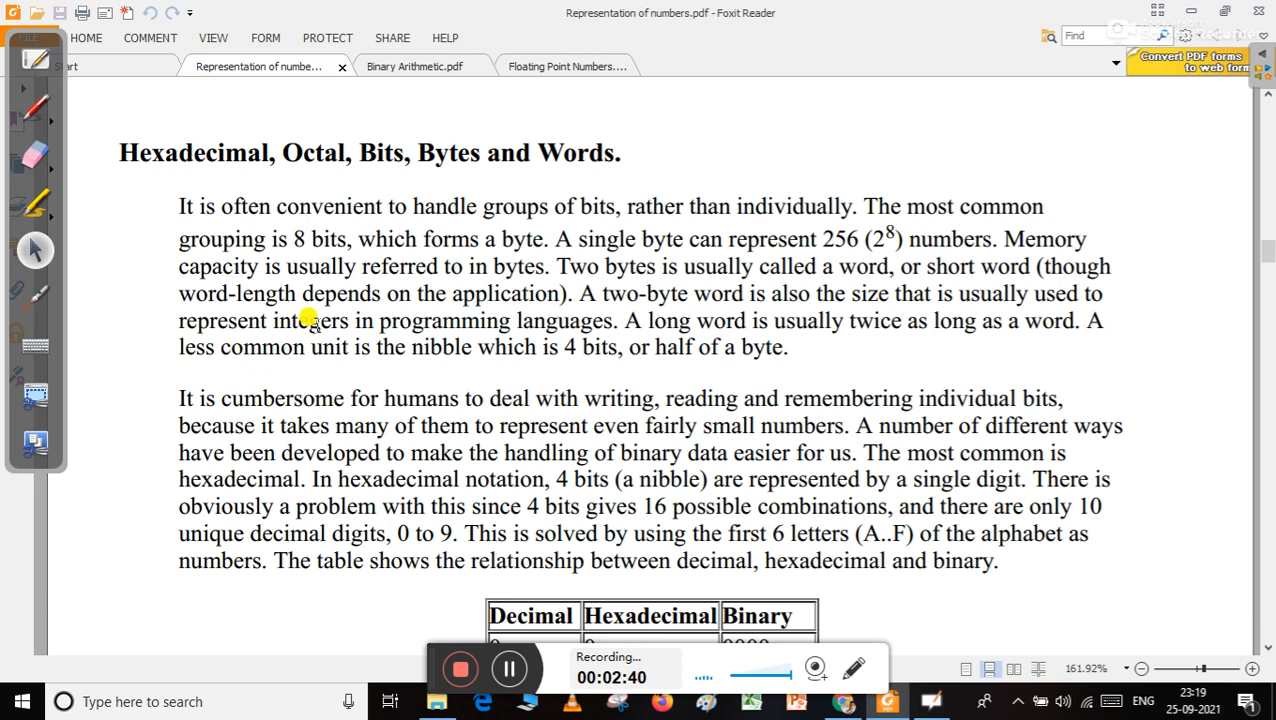 Representation of numbers.pdf - Foxit Reader
FILE HOME COMMENT VIEW FORM PROTECT SHARE HELP
Find
Start Representation of numbe... Binary Arithmetic.pdf Floating Point Numbers....
Convert PDF forms
to web form
Hexadecimal, Octal, Bits, Bytes and Words.
It is often convenient to handle groups of bits, rather than individually. The most common
grouping is 8 bits, which forms a byte. A single byte can represent 256 (2⁸) numbers. Memory
capacity is usually referred to in bytes. Two bytes is usually called a word, or short word (though
word-length depends on the application). A two-byte word is also the size that is usually used to
represent integers in programming languages. A long word is usually twice as long as a word. A
less common unit is the nibble which is 4 bits, or half of a byte.
It is cumbersome for humans to deal with writing, reading and remembering individual bits,
because it takes many of them to represent even fairly small numbers. A number of different ways
have been developed to make the handling of binary data easier for us. The most common is
hexadecimal. In hexadecimal notation, 4 bits (a nibble) are represented by a single digit. There is
obviously a problem with this since 4 bits gives 16 possible combinations, and there are only 10
unique decimal digits, 0 to 9. This is solved by using the first 6 letters (A..F) of the alphabet as
numbers. The table shows the relationship between decimal, hexadecimal and binary.
Decimal Hexadecimal Binary
Recording...
00:02:40
161.92%
Type here to search
ENG
23:19
25-09-2021